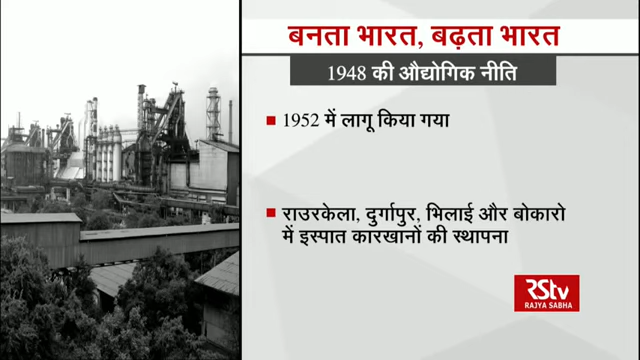 बनता भारत, बढ़ता भारत
1948 की औद्योगिक नीति
1952 में लागू किया गया
राउरकेला, दुर्गापुर, भिलाई और बोकारो
में इस्पात कारखानों की स्थापना
RStv
RAJYA SABHA